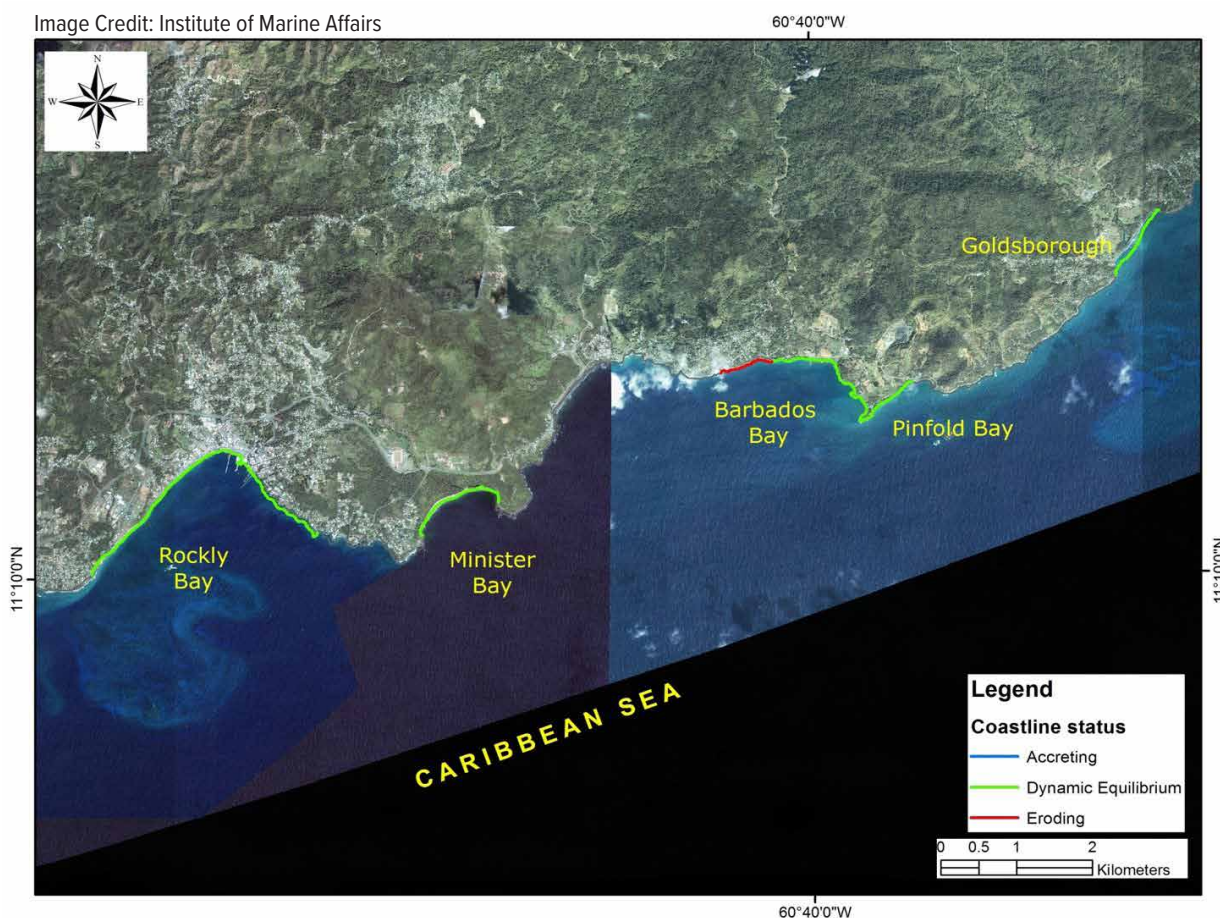 Image Credit: Institute of Marine Affairs
60°40'0"W
N
W
E
S
Goldsborough
Barbados
Bay
Pinfold Bay
Rockly
Bay
Minister
Bay
11°10'0"N
11°10'0"N
CARIBBEAN SEA
Legend
Coastline status
Accreting
Dynamic Equilibrium
Eroding
0 0.5 1 2
Kilometers
60°40'0"W